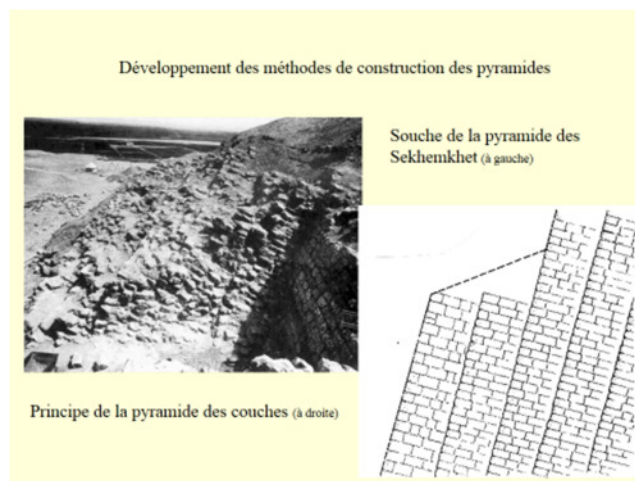 Développement des méthodes de construction des pyramides
Souche de la pyramide des
Sekhemkhet (à gauche)
Principe de la pyramide des couches (à droite)